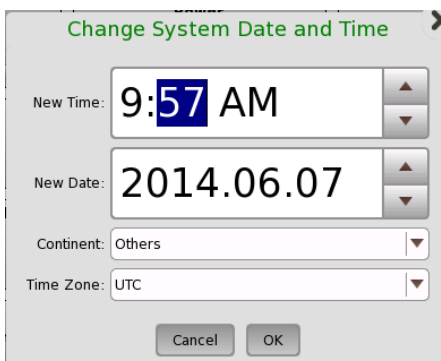 Change System Date and Time
New Time: 9:57 AM
New Date: 2014.06.07
Continent: Others
Time Zone: UTC
Cancel OK